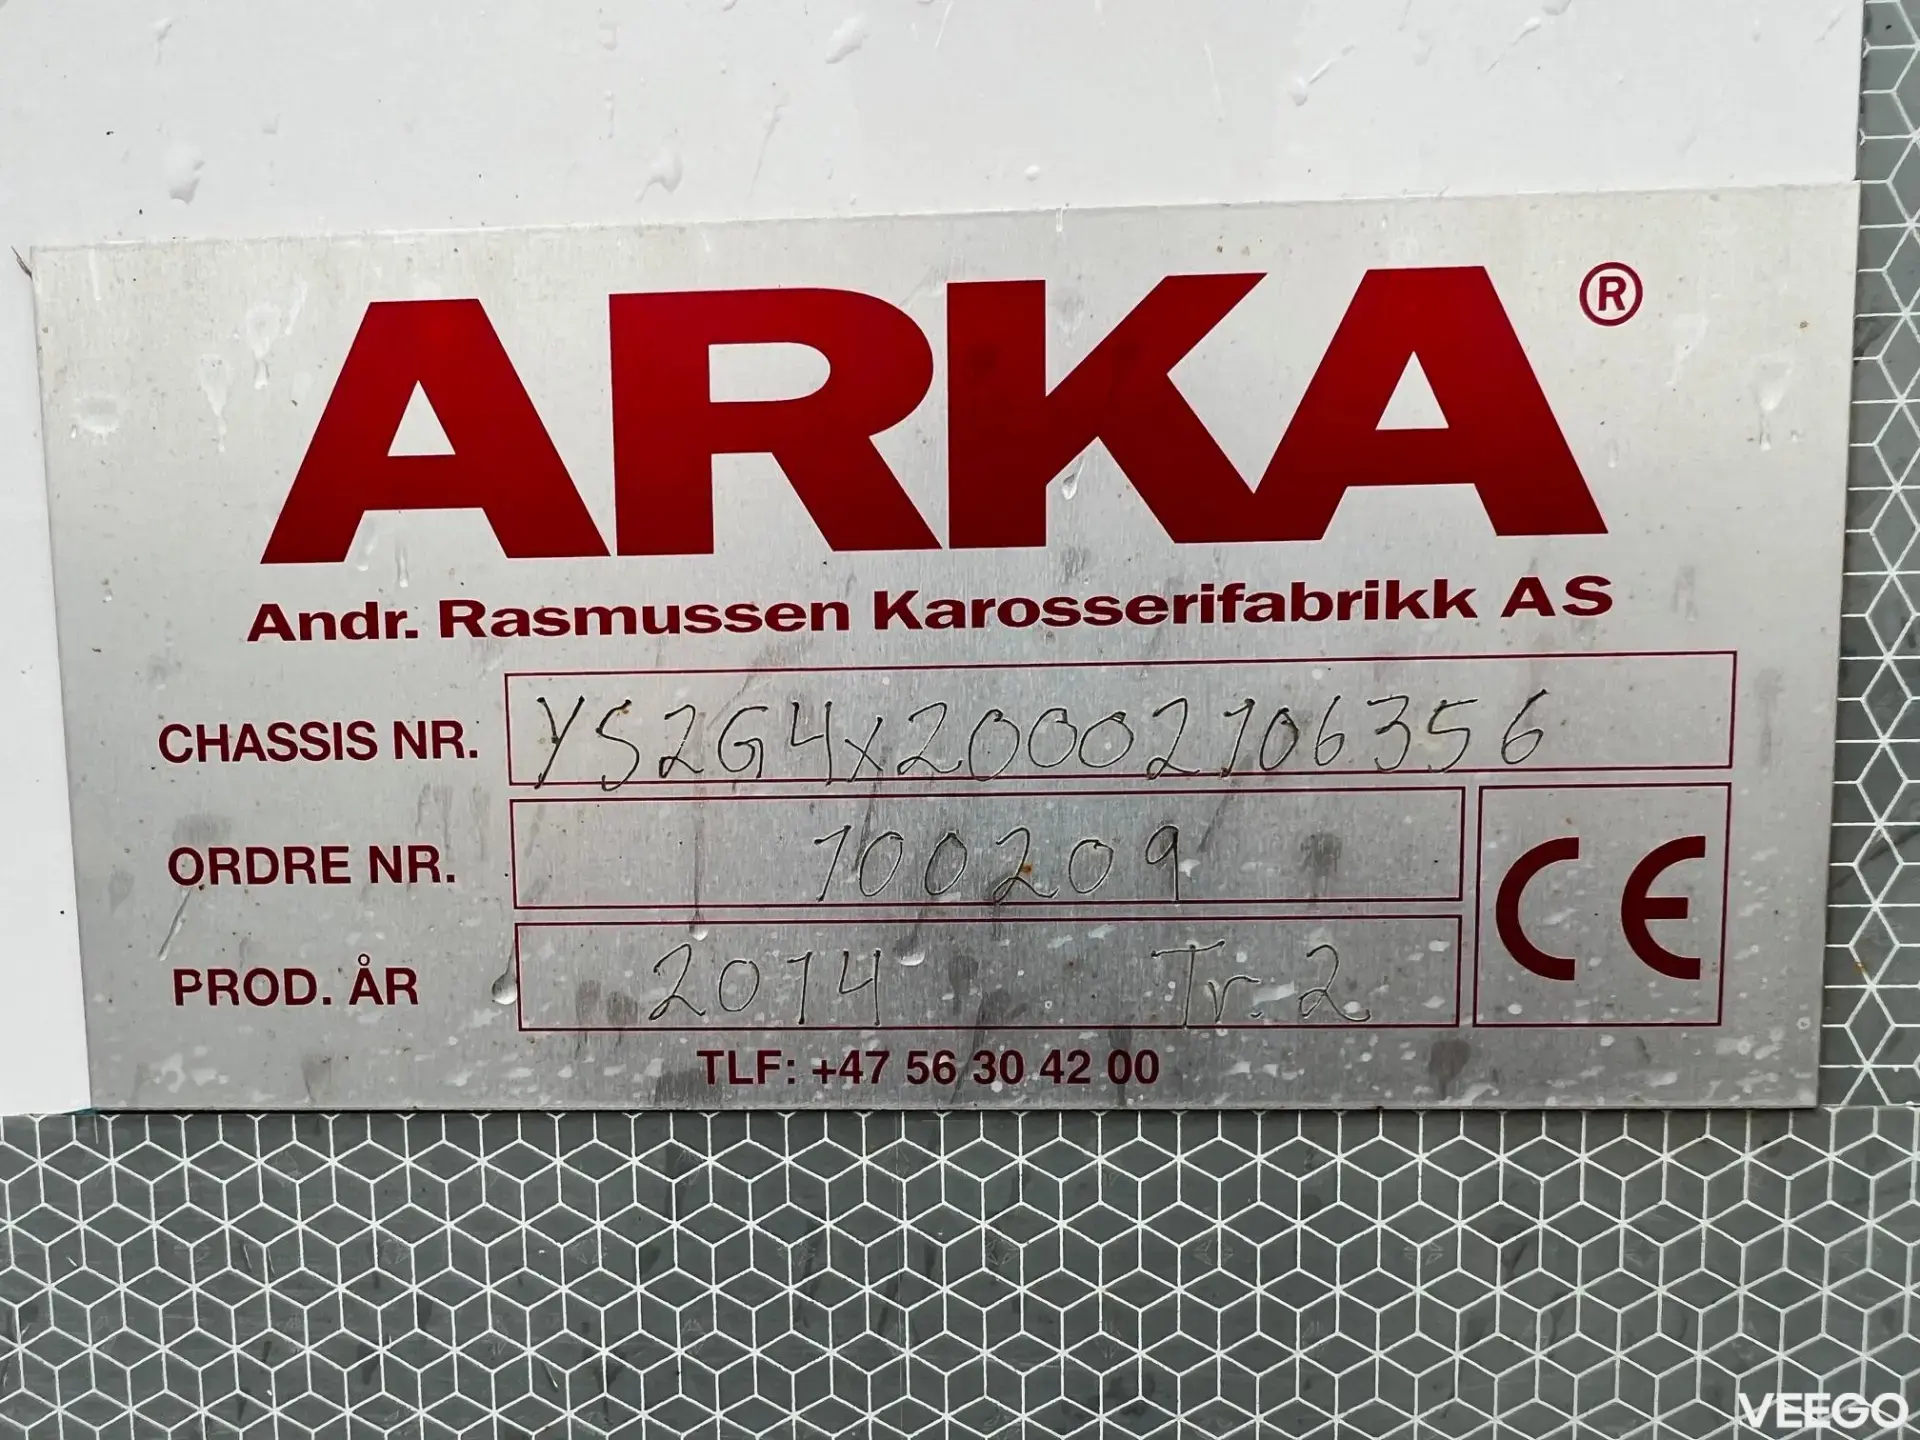 ARKA®
Andr. Rasmussen Karosserifabrikk AS
CHASSIS NR. YS2G4x20002106356
ORDRE NR. 100209
PROD. ÅR 2014 Tr. 2
CE
TLF: +47 56 30 42 00
VEEGO